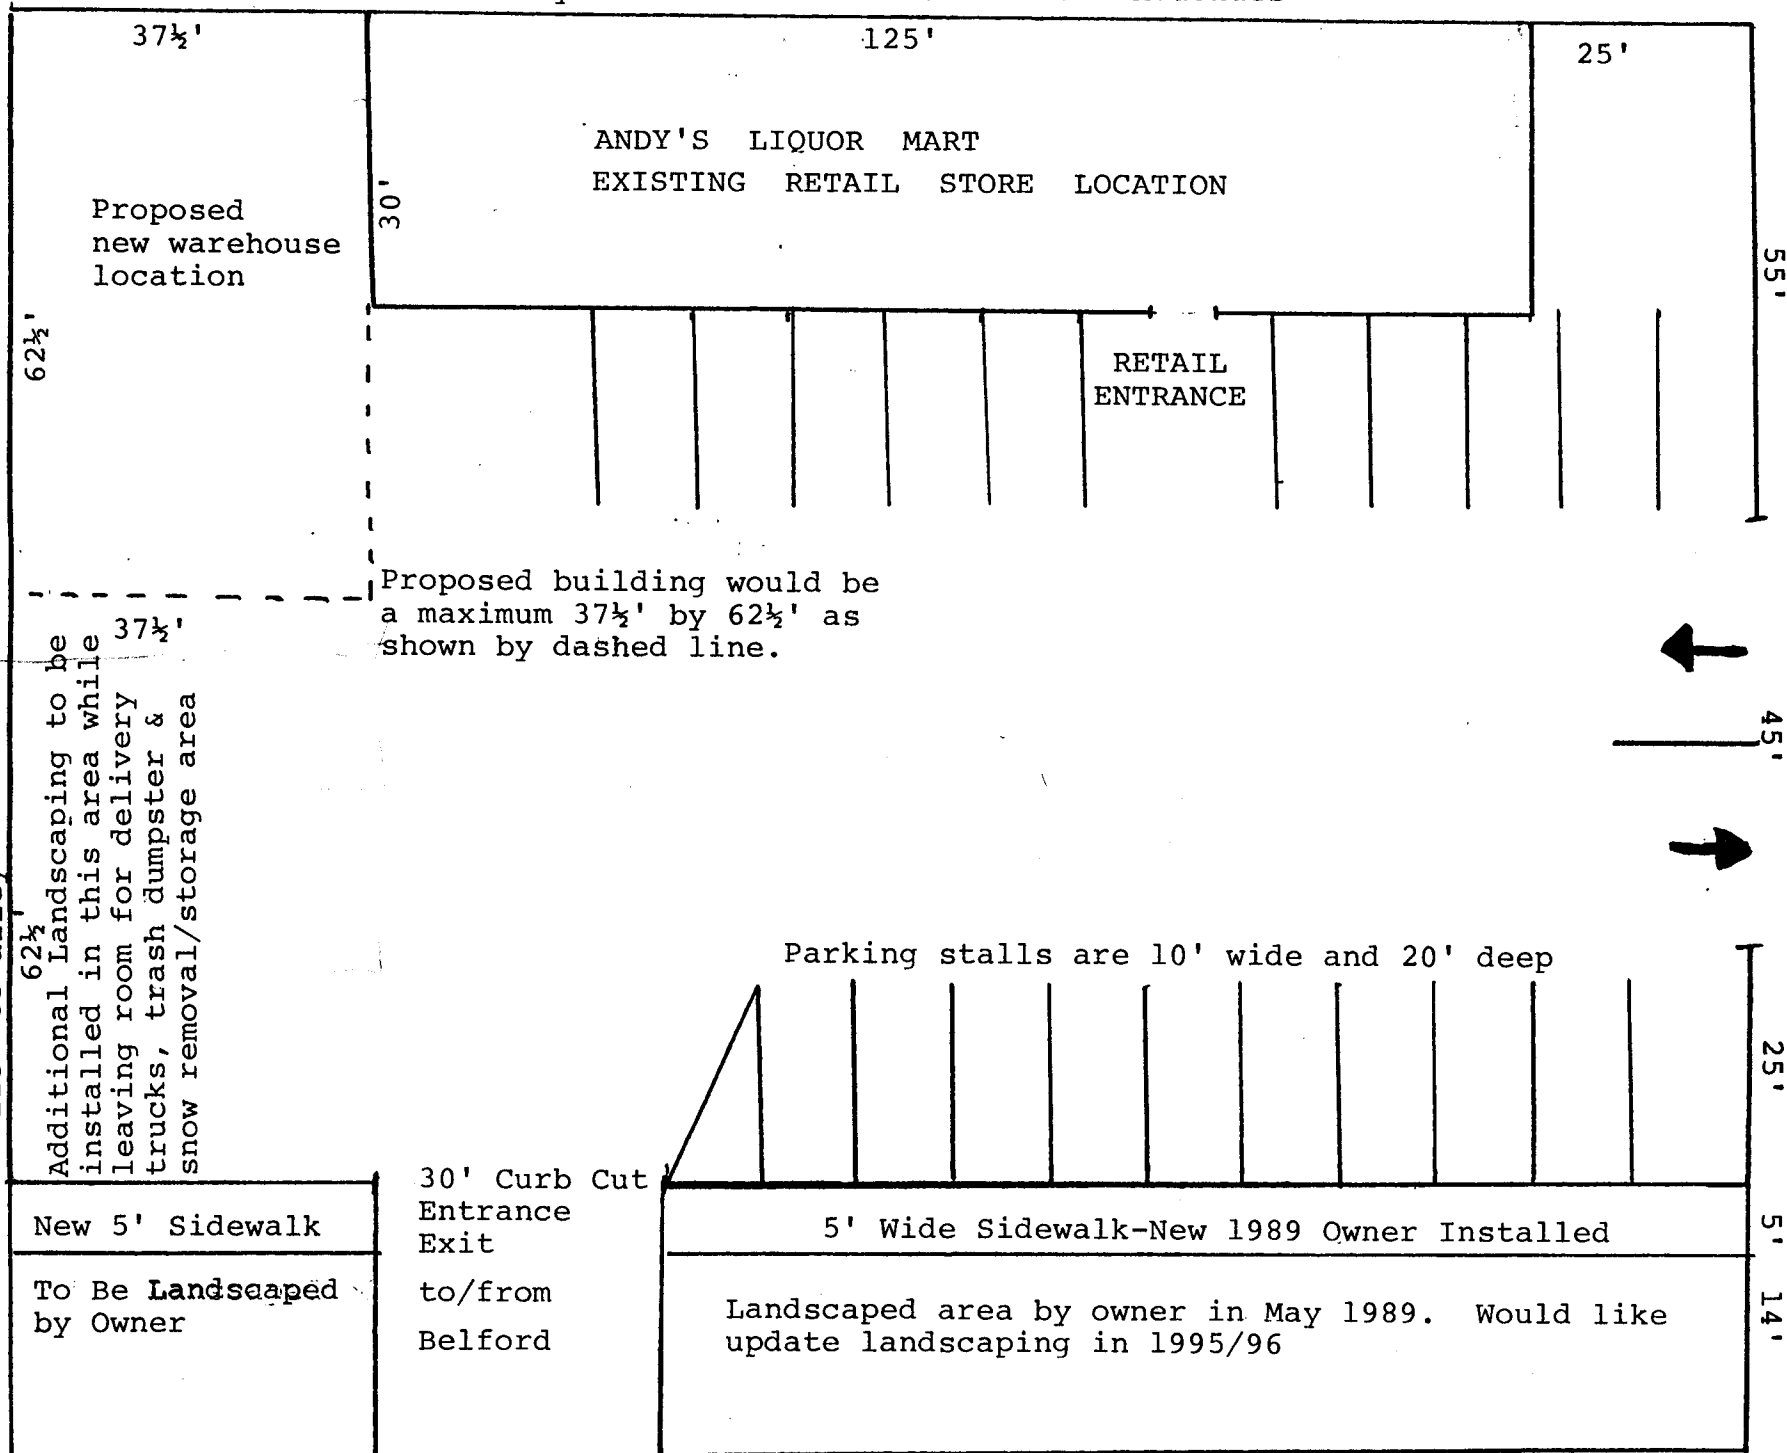 37½'
125'
25'
ANDY'S LIQUOR MART
EXISTING RETAIL STORE LOCATION
30'
Proposed
new warehouse
location
55'
62½'
RETAIL
ENTRANCE
Proposed building would be
a maximum 37½' by 62½' as
shown by dashed line.
37½'
45'
62½'
Additional Landscaping to be
installed in this area while
leaving room for delivery
trucks, trash dumpster &
snow removal/storage area
Parking stalls are 10' wide and 20' deep
25'
30' Curb Cut
Entrance
Exit
to/from
Belford
New 5' Sidewalk
5' Wide Sidewalk-New 1989 Owner Installed
5'
To Be Landscaped
by Owner
Landscaped area by owner in May 1989. Would like
update landscaping in 1995/96
14'